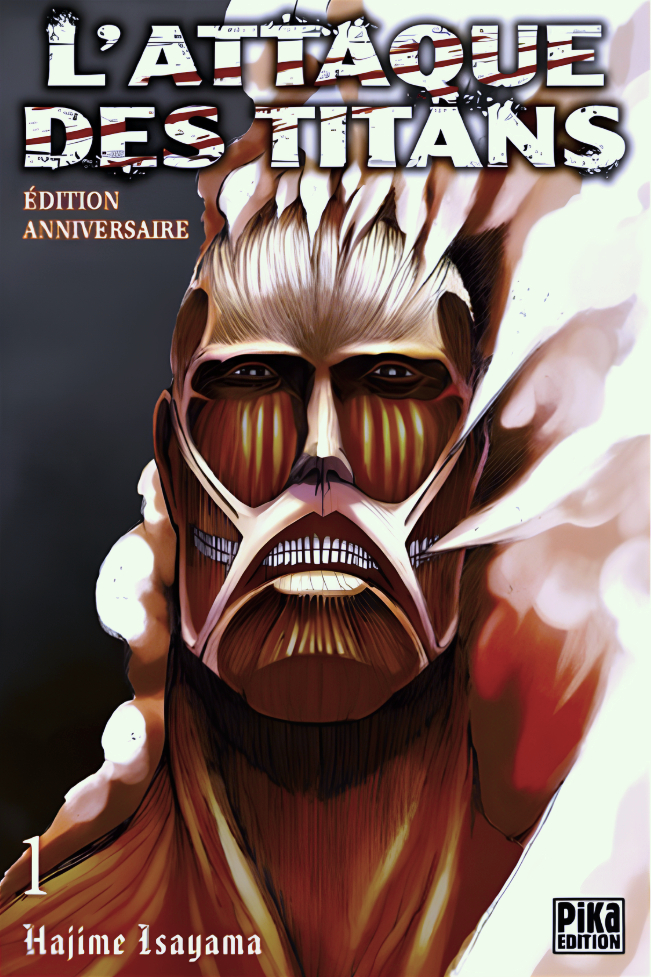 L'ATTAQUE
DES TITANS
ÉDITION
ANNIVERSAIRE
1
Hajime Isayama
PiKa
EDITION